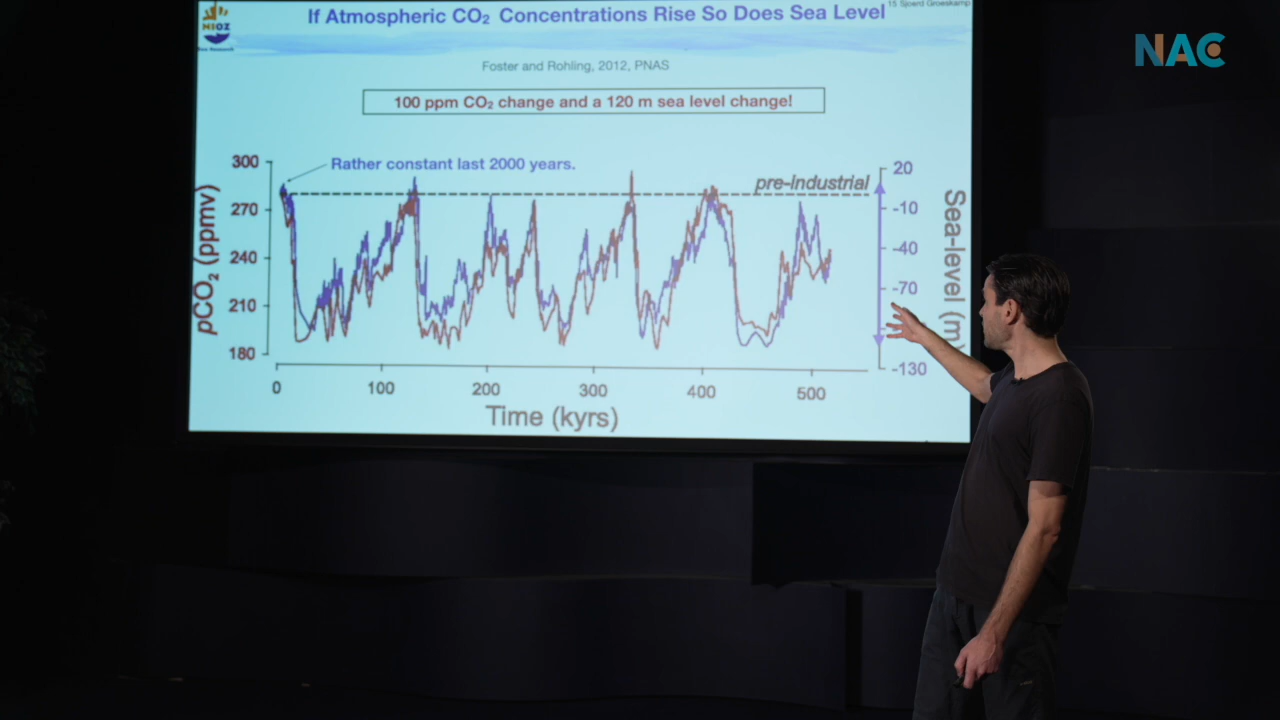 If Atmospheric CO₂ Concentrations Rise So Does Sea Level
15 Sjoerd Groeskamp
NIOZ
Sea Research
NAC
Foster and Rohling, 2012, PNAS
100 ppm CO₂ change and a 120 m sea level change!
Rather constant last 2000 years.
pre-industrial
300
270
240
210
180
pCO₂ (ppmv)
20
-10
-40
-70
-130
Sea-level (m)
0 100 200 300 400 500
Time (kyrs)